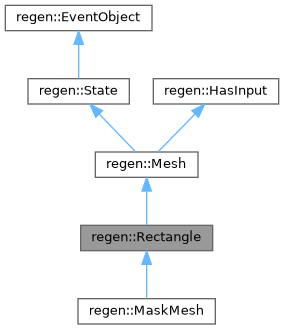 regen::EventObject
regen::State
regen::HasInput
regen::Mesh
regen::Rectangle
regen::MaskMesh